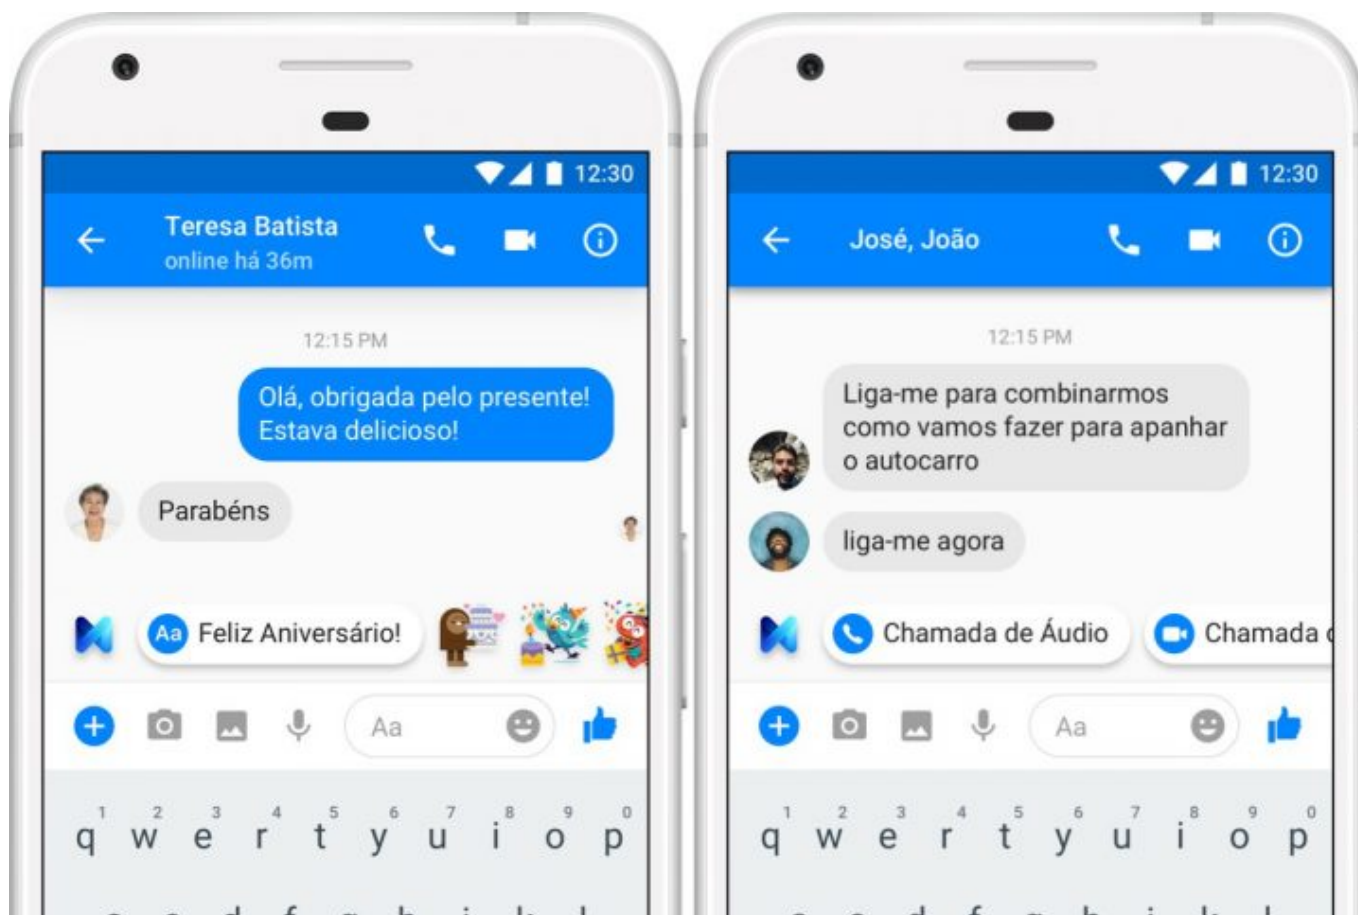 12:30
Teresa Batista
online há 36m
12:15 PM
Olá, obrigada pelo presente!
Estava delicioso!
Parabéns
Aa Feliz Aniversário!
Aa
1 2 3 4 5 6 7 8 9 0
q w e r t y u i o p
12:30
José, João
12:15 PM
Liga-me para combinarmos
como vamos fazer para apanhar
o autocarro
liga-me agora
Chamada de Áudio
Chamada
Aa
1 2 3 4 5 6 7 8 9 0
q w e r t y u i o p